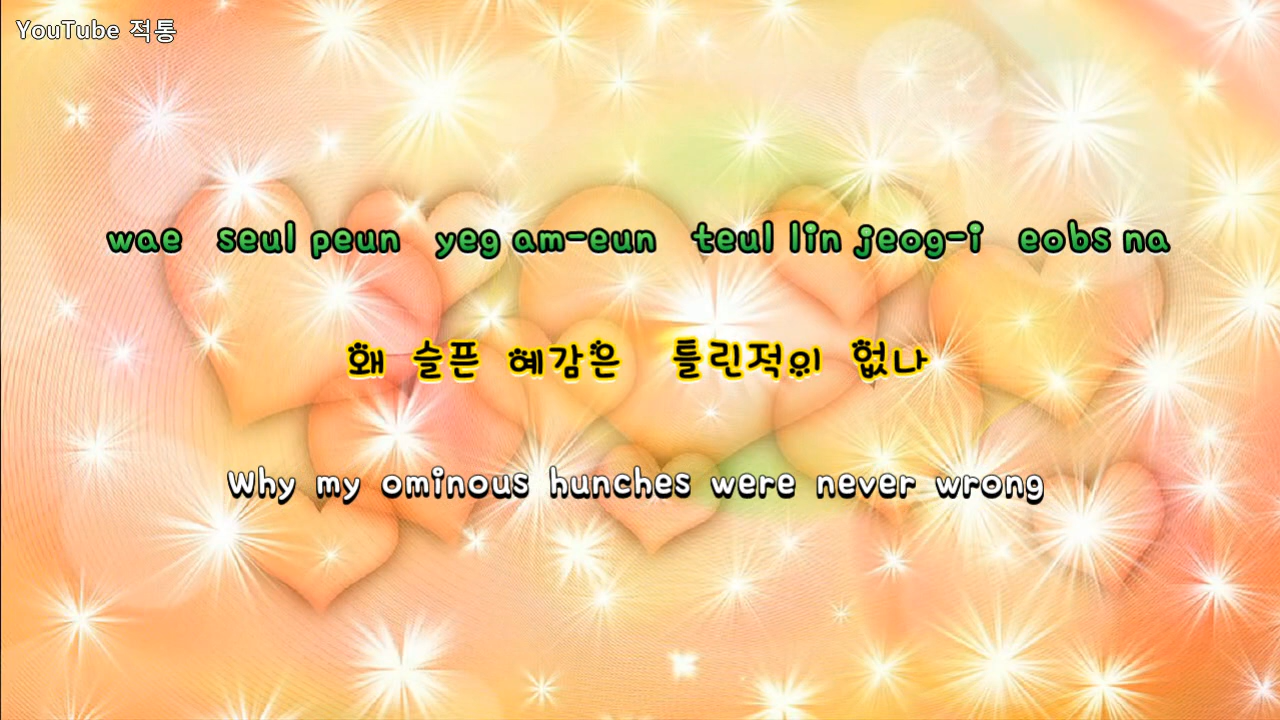 YouTube 적통
wae seul peun yeg am-eun teul lin jeog-i eobs na
왜 슬픈 예감은 틀린적이 없나
Why my ominous hunches were never wrong